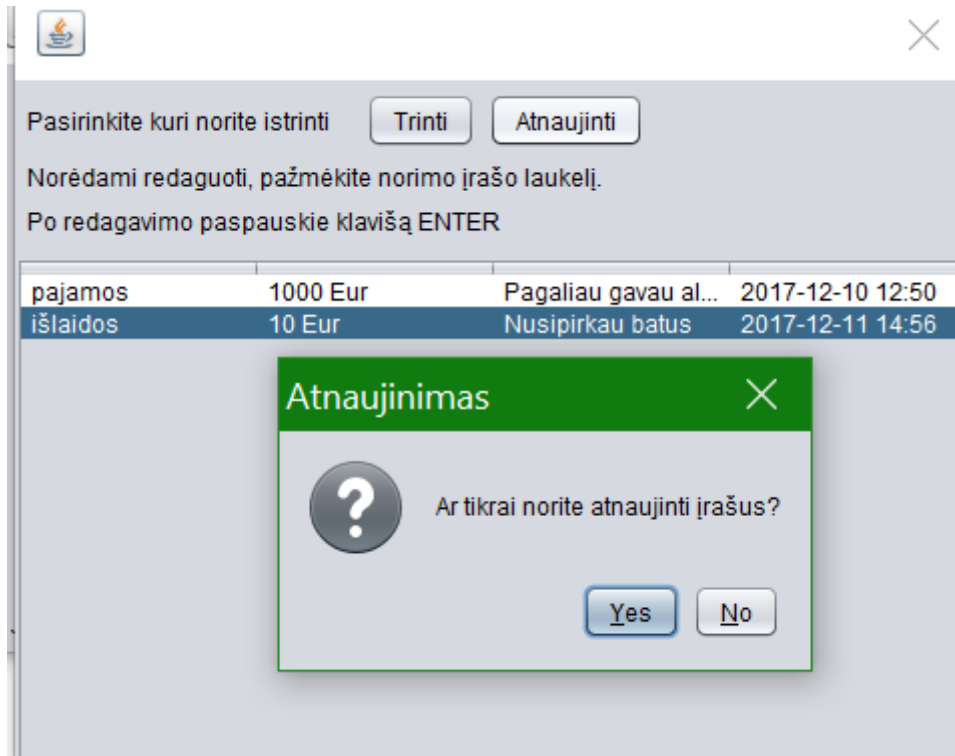 Pasirinkite kuri norite istrinti Trinti Atnaujinti
Norėdami redaguoti, pažmėkite norimo įrašo laukelį.
Po redagavimo paspauskie klavišą ENTER
pajamos 1000 Eur Pagaliau gavau al... 2017-12-10 12:50
išlaidos 10 Eur Nusipirkau batus 2017-12-11 14:56
Atnaujinimas
Ar tikrai norite atnaujinti įrašus?
Yes No